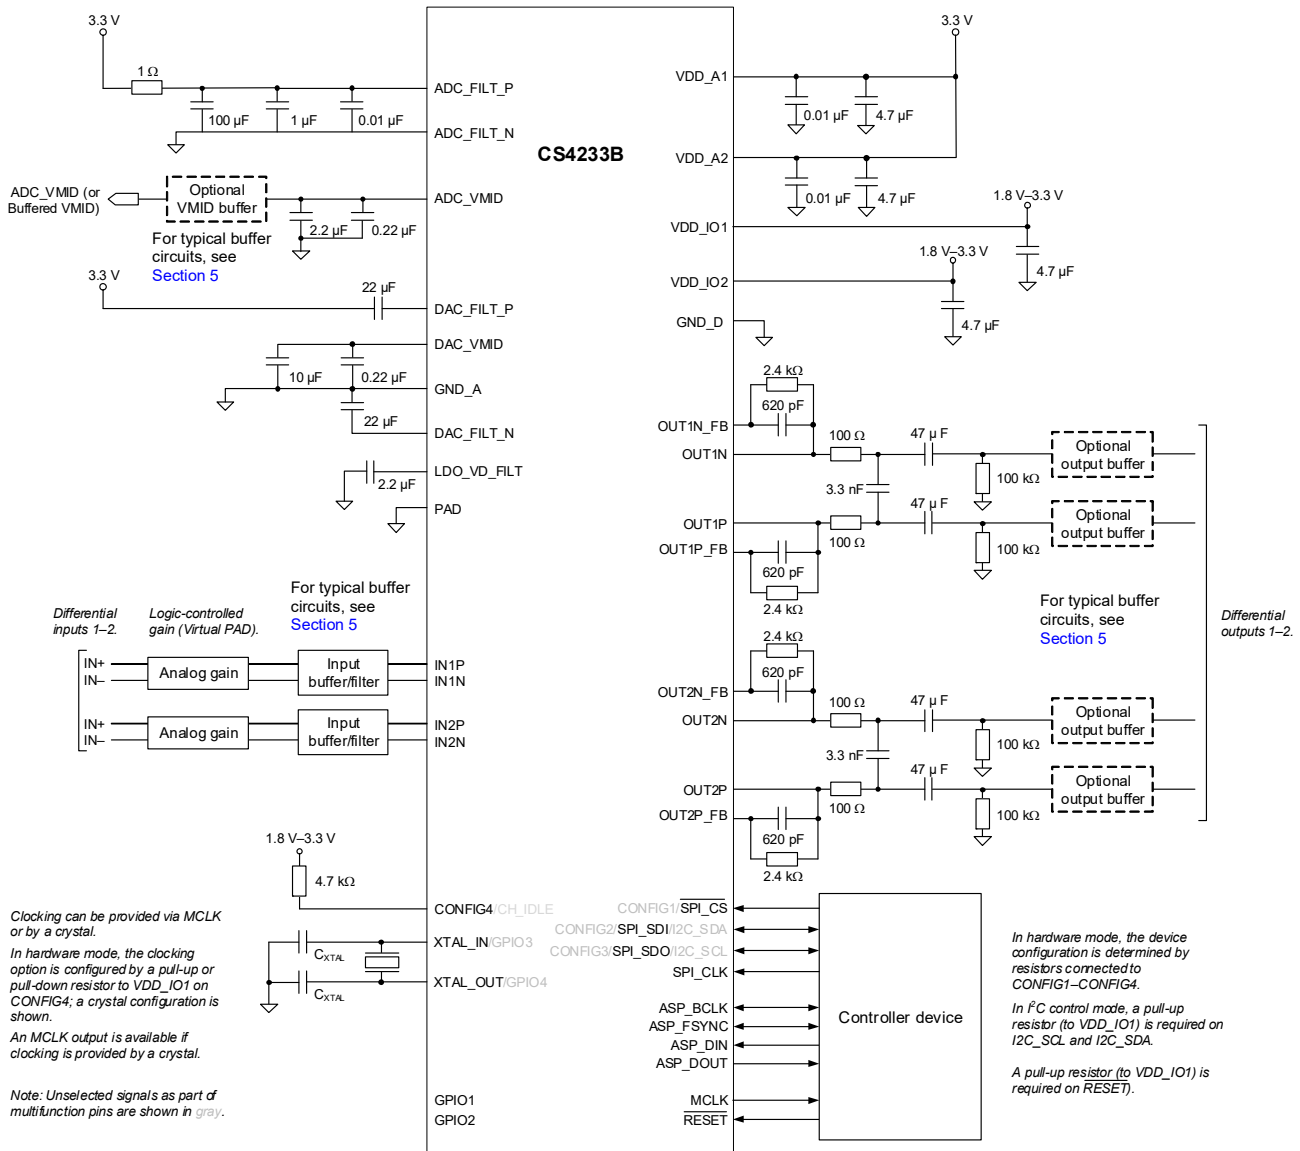 3.3 V
1 Ω
100 µF
1 µF
0.01 µF
ADC_FILT_P
ADC_FILT_N
ADC_VMID (or
Buffered VMID)
Optional
VMID buffer
2.2 µF
0.22 µF
ADC_VMID
For typical buffer
circuits, see
Section 5
3.3 V
22 µF
DAC_FILT_P
DAC_VMID
10 µF
0.22 µF
GND_A
22 µF
DAC_FILT_N
2.2 µF
LDO_VD_FILT
PAD
CS4233B
3.3 V
VDD_A1
0.01 µF
4.7 µF
VDD_A2
0.01 µF
4.7 µF
1.8 V–3.3 V
VDD_IO1
4.7 µF
1.8 V–3.3 V
VDD_IO2
4.7 µF
GND_D
2.4 kΩ
620 pF
OUT1N_FB
OUT1N
100 Ω
47 µ F
100 kΩ
Optional
output buffer
3.3 nF
OUT1P
100 Ω
47 µ F
100 kΩ
Optional
output buffer
OUT1P_FB
620 pF
2.4 kΩ
For typical buffer
circuits, see
Section 5
Differential
outputs 1–2.
2.4 kΩ
620 pF
OUT2N_FB
OUT2N
100 Ω
47 µ F
100 kΩ
Optional
output buffer
3.3 nF
OUT2P
100 Ω
47 µ F
100 kΩ
Optional
output buffer
OUT2P_FB
620 pF
2.4 kΩ
Differential
inputs 1–2.
Logic-controlled
gain (Virtual PAD).
For typical buffer
circuits, see
Section 5
IN+
IN–
Analog gain
Input
buffer/filter
IN1P
IN1N
IN+
IN–
Analog gain
Input
buffer/filter
IN2P
IN2N
1.8 V–3.3 V
4.7 kΩ
CONFIG4/CH_IDLE
XTAL_IN/GPIO3
CXTAL
XTAL_OUT/GPIO4
CXTAL
GPIO1
GPIO2
Clocking can be provided via MCLK
or by a crystal.
In hardware mode, the clocking
option is configured by a pull-up or
pull-down resistor to VDD_IO1 on
CONFIG4; a crystal configuration is
shown.
An MCLK output is available if
clocking is provided by a crystal.
Note: Unselected signals as part of
multifunction pins are shown in gray.
CONFIG1/SPI_CS
CONFIG2/SPI_SDI/I2C_SDA
CONFIG3/SPI_SDO/I2C_SCL
SPI_CLK
ASP_BCLK
ASP_FSYNC
ASP_DIN
ASP_DOUT
MCLK
RESET
Controller device
In hardware mode, the device
configuration is determined by
resistors connected to
CONFIG1–CONFIG4.
In I2C control mode, a pull-up
resistor (to VDD_IO1) is required on
I2C_SCL and I2C_SDA.
A pull-up resistor (to VDD_IO1) is
required on RESET).